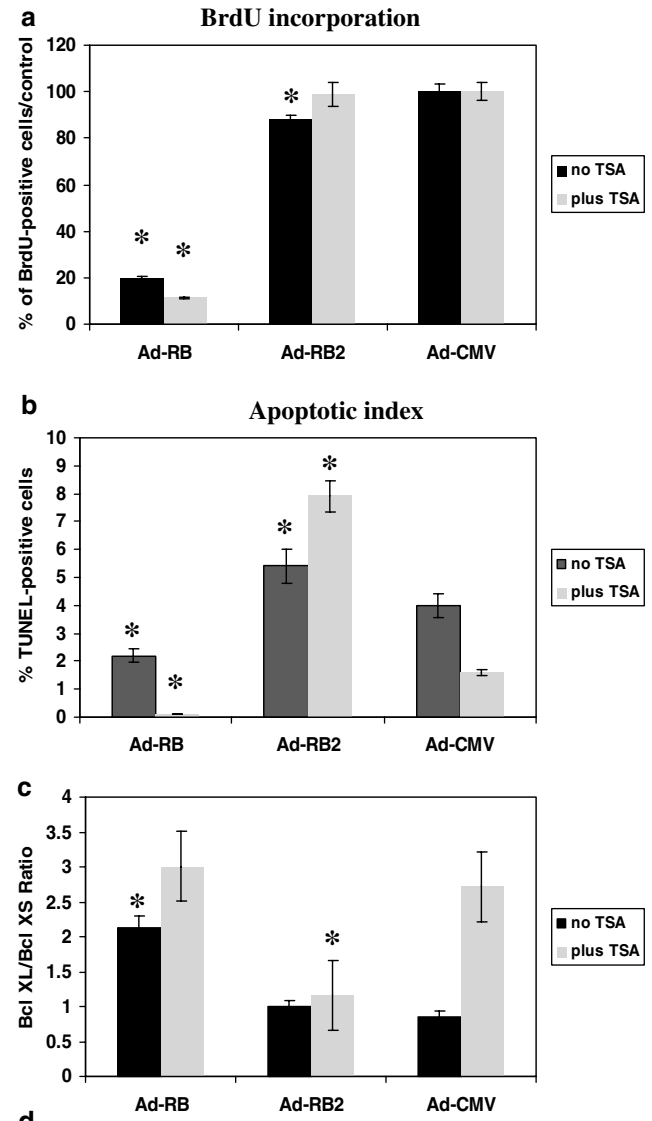 a
BrdU incorporation
% of BrdU-positive cells/control
120
100
80
60
40
20
0
*
*
*
Ad-RB
Ad-RB2
Ad-CMV
no TSA
plus TSA
b
Apoptotic index
% TUNEL-positive cells
10
9
8
7
6
5
4
3
2
1
0
*
*
*
*
Ad-RB
Ad-RB2
Ad-CMV
no TSA
plus TSA
c
Bcl XL/Bcl XS Ratio
4
3.5
3
2.5
2
1.5
1
0.5
0
*
*
Ad-RB
Ad-RB2
Ad-CMV
no TSA
plus TSA
d